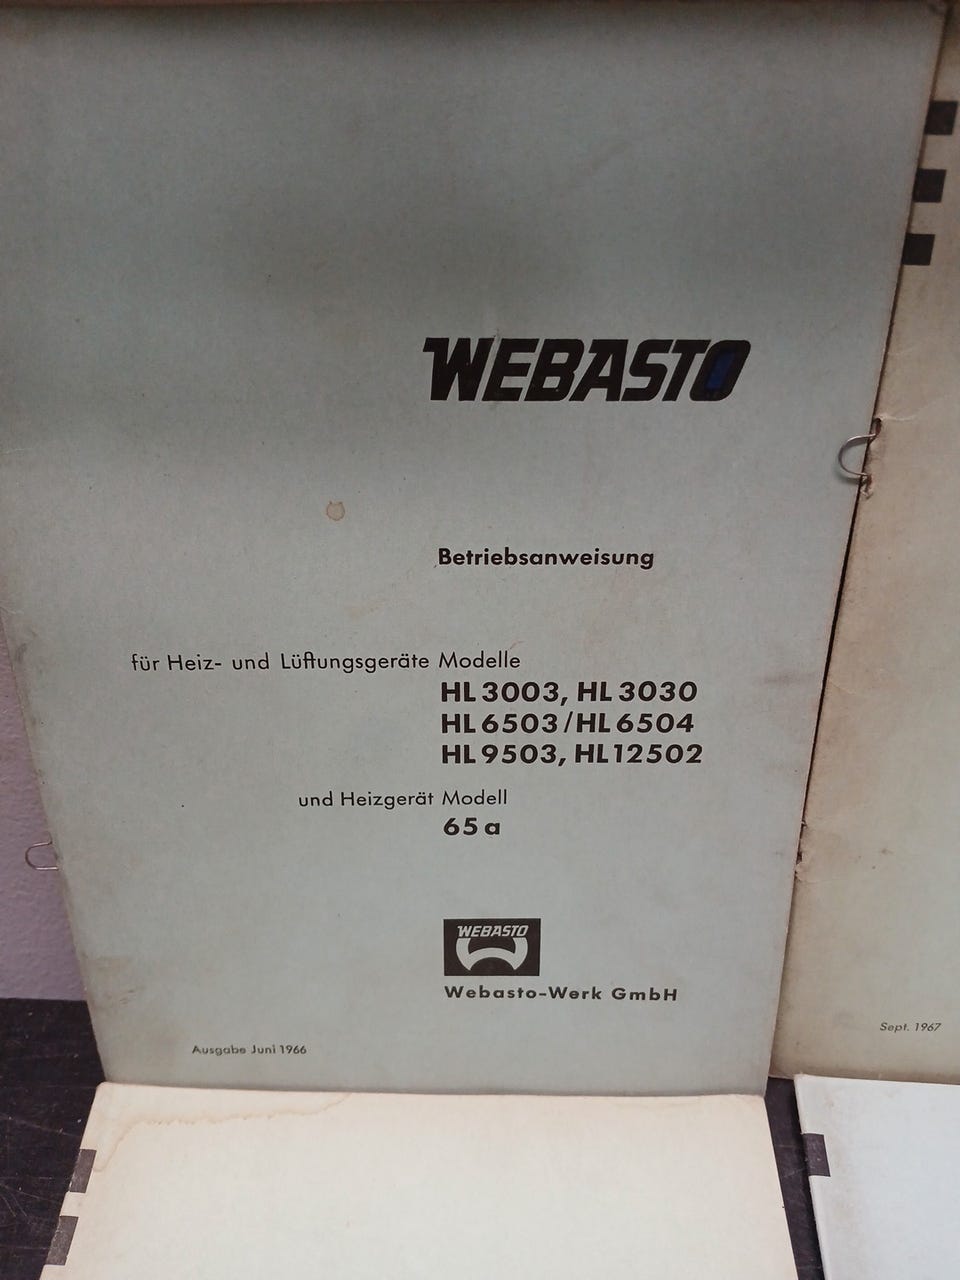 WEBASTO
Betriebsanweisung
für Heiz- und Lüftungsgeräte Modelle
HL 3003, HL 3030
HL 6503/HL 6504
HL 9503, HL 12502
und Heizgerät Modell
65 a
WEBASTO
Webasto-Werk GmbH
Ausgabe Juni 1966
Sept. 1967